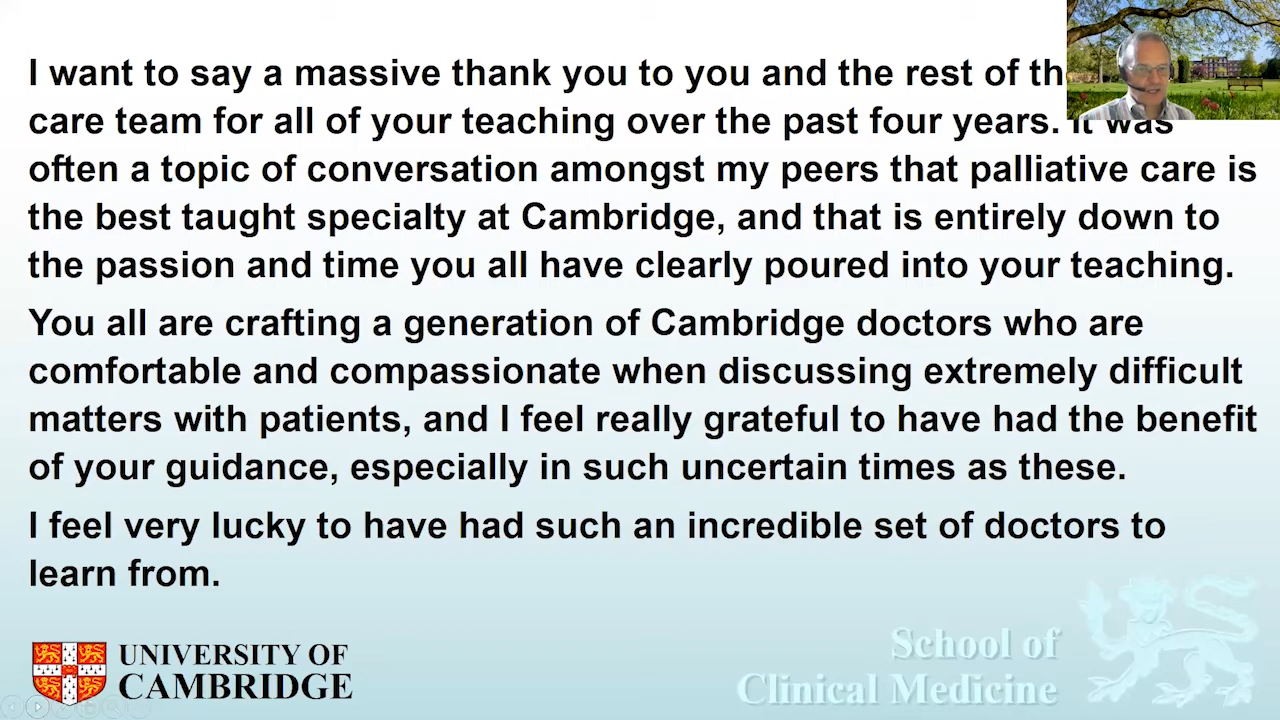 I want to say a massive thank you to you and the rest of th
care team for all of your teaching over the past four years. It was
often a topic of conversation amongst my peers that palliative care is
the best taught specialty at Cambridge, and that is entirely down to
the passion and time you all have clearly poured into your teaching.
You all are crafting a generation of Cambridge doctors who are
comfortable and compassionate when discussing extremely difficult
matters with patients, and I feel really grateful to have had the benefit
of your guidance, especially in such uncertain times as these.
I feel very lucky to have had such an incredible set of doctors to
learn from.
UNIVERSITY OF
CAMBRIDGE
School of
Clinical Medicine